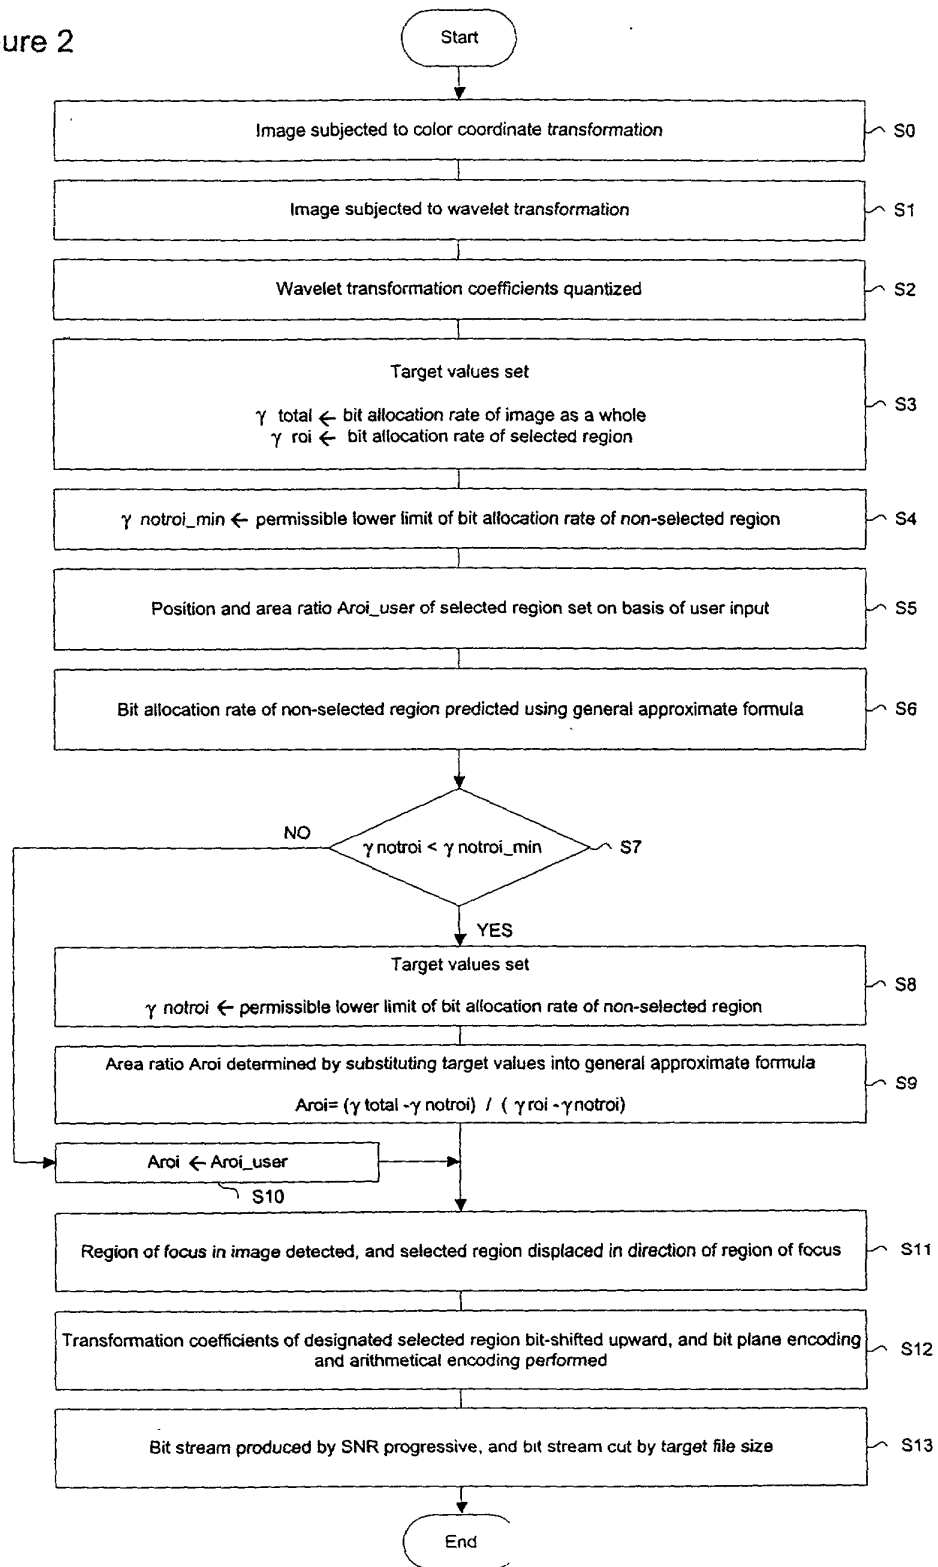 ure 2
Start
Image subjected to color coordinate transformation
S0
Image subjected to wavelet transformation
S1
Wavelet transformation coefficients quantized
S2
Target values set
γ total ← bit allocation rate of image as a whole
γ roi ← bit allocation rate of selected region
S3
γ notroi_min ← permissible lower limit of bit allocation rate of non-selected region
S4
Position and area ratio Aroi_user of selected region set on basis of user input
S5
Bit allocation rate of non-selected region predicted using general approximate formula
S6
NO
γ notroi < γ notroi_min
S7
YES
Target values set
γ notroi ← permissible lower limit of bit allocation rate of non-selected region
S8
Area ratio Aroi determined by substituting target values into general approximate formula
Aroi= (γ total -γ notroi) / ( γ roi -γ notroi)
S9
Aroi ← Aroi_user
S10
Region of focus in image detected, and selected region displaced in direction of region of focus
S11
Transformation coefficients of designated selected region bit-shifted upward, and bit plane encoding
and arithmetical encoding performed
S12
Bit stream produced by SNR progressive, and bit stream cut by target file size
S13
End